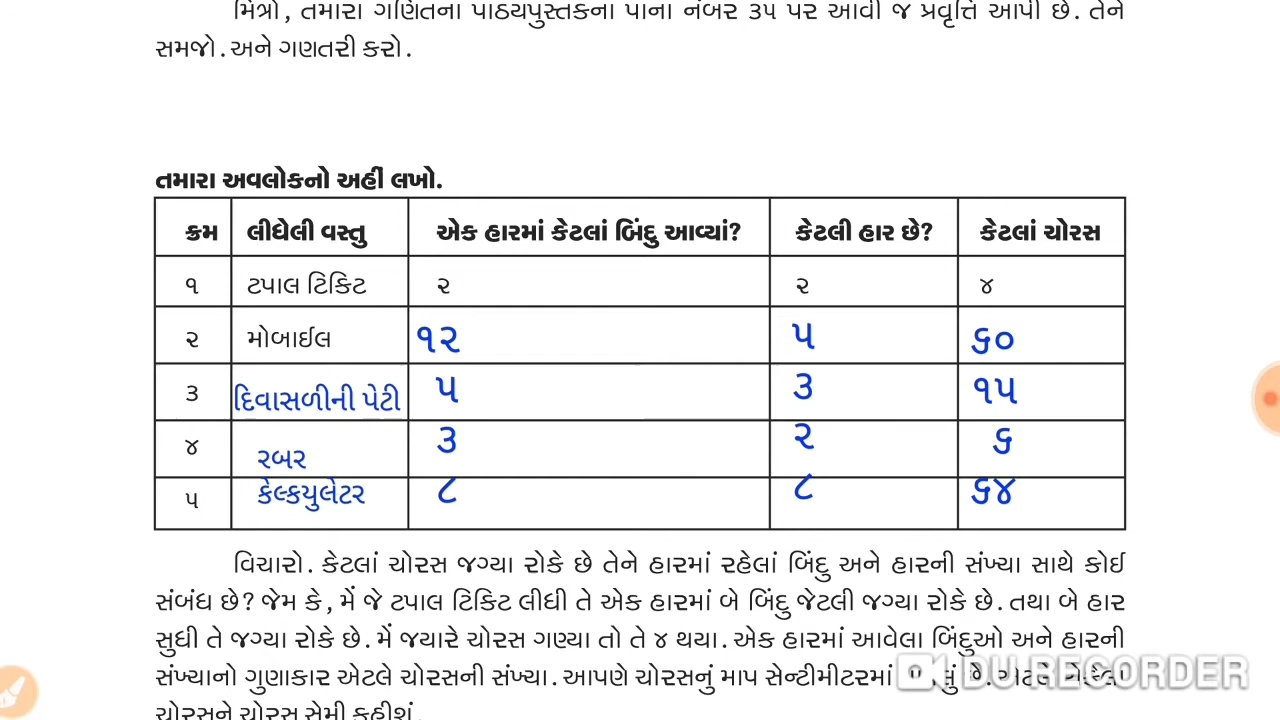 મિત્રો, તમારા ગણિતના પાઠ્યપુસ્તકના પાના નંબર ૩૫ પર આવી જ પ્રવૃત્તિ આપી છે. તેને
સમજો. અને ગણતરી કરો.
તમારા અવલોકનો અહીં લખો.
ક્રમ લીધેલી વસ્તુ એક હારમાં કેટલાં બિંદુ આવ્યાં? કેટલી હાર છે? કેટલાં ચોરસ
૧ ટપાલ ટિકિટ ૨ ૨ ૪
૨ મોબાઈલ ૧૨ ૫ ૬૦
૩ દિવાસળીની પેટી ૫ ૩ ૧૫
૪ રબર ૩ ૨ ૬
૫ કેલ્કયુલેટર ૮ ૮ ૬૪
વિચારો. કેટલાં ચોરસ જગ્યા રોકે છે તેને હારમાં રહેલાં બિંદુ અને હારની સંખ્યા સાથે કોઈ
સંબંધ છે? જેમ કે, મેં જે ટપાલ ટિકિટ લીધી તે એક હારમાં બે બિંદુ જેટલી જગ્યા રોકે છે. તથા બે હાર
સુધી તે જગ્યા રોકે છે. મેં જ્યારે ચોરસ ગણ્યા તો તે ૪ થયા. એક હારમાં આવેલા બિંદુઓ અને હારની
સંખ્યાનો ગુણાકાર એટલે ચોરસની સંખ્યા. આપણે ચોરસનું માપ સેન્ટીમીટરમાં
ચોરસને ચોરસ સેમી કહીશું.
DU RECORDER